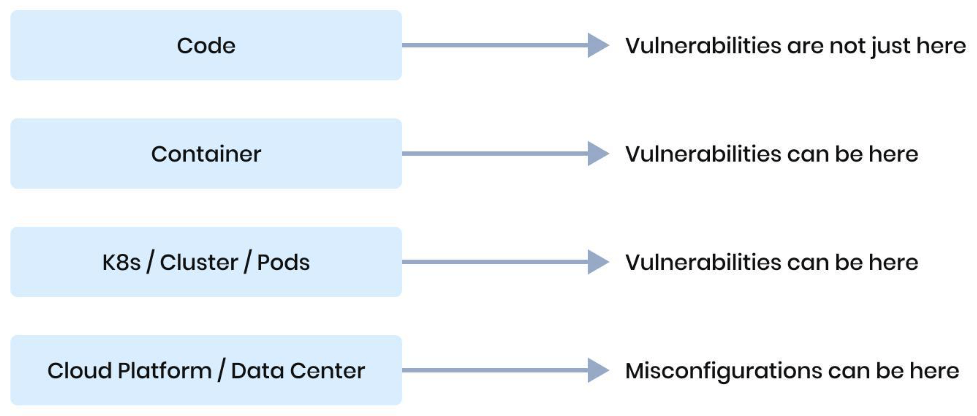 Code
Vulnerabilities are not just here
Container
Vulnerabilities can be here
K8s / Cluster / Pods
Vulnerabilities can be here
Cloud Platform / Data Center
Misconfigurations can be here